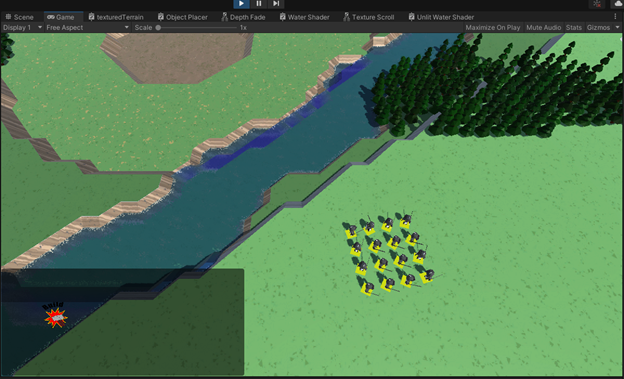 Scene Game texturedTerrain Object Placer Depth Fade Water Shader Texture Scroll Unlit Water Shader
Display 1 Free Aspect Scale 1x Maximize On Play Mute Audio Stats Gizmos